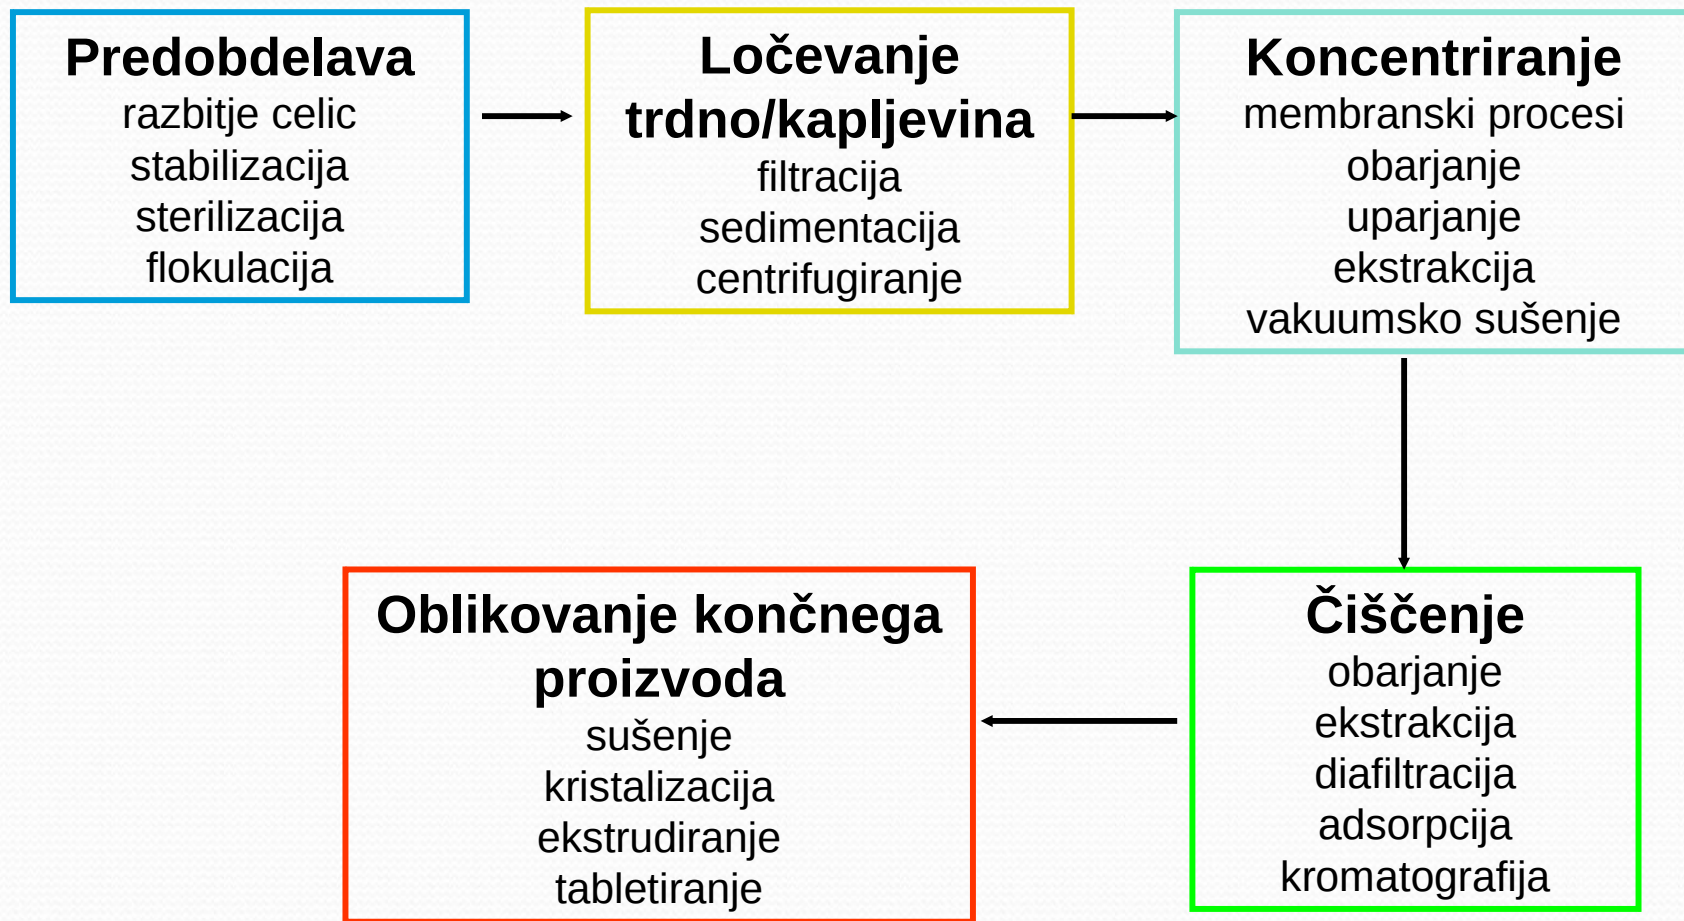 Predobdelava
razbitje celic
stabilizacija
sterilizacija
flokulacija
Ločevanje
trdno/kapljevina
filtracija
sedimentacija
centrifugiranje
Koncentriranje
membranski procesi
obarjanje
uparjanje
ekstrakcija
vakuumsko sušenje
Čiščenje
obarjanje
ekstrakcija
diafiltracija
adsorpcija
kromatografija
Oblikovanje končnega
proizvoda
sušenje
kristalizacija
ekstrudiranje
tabletiranje